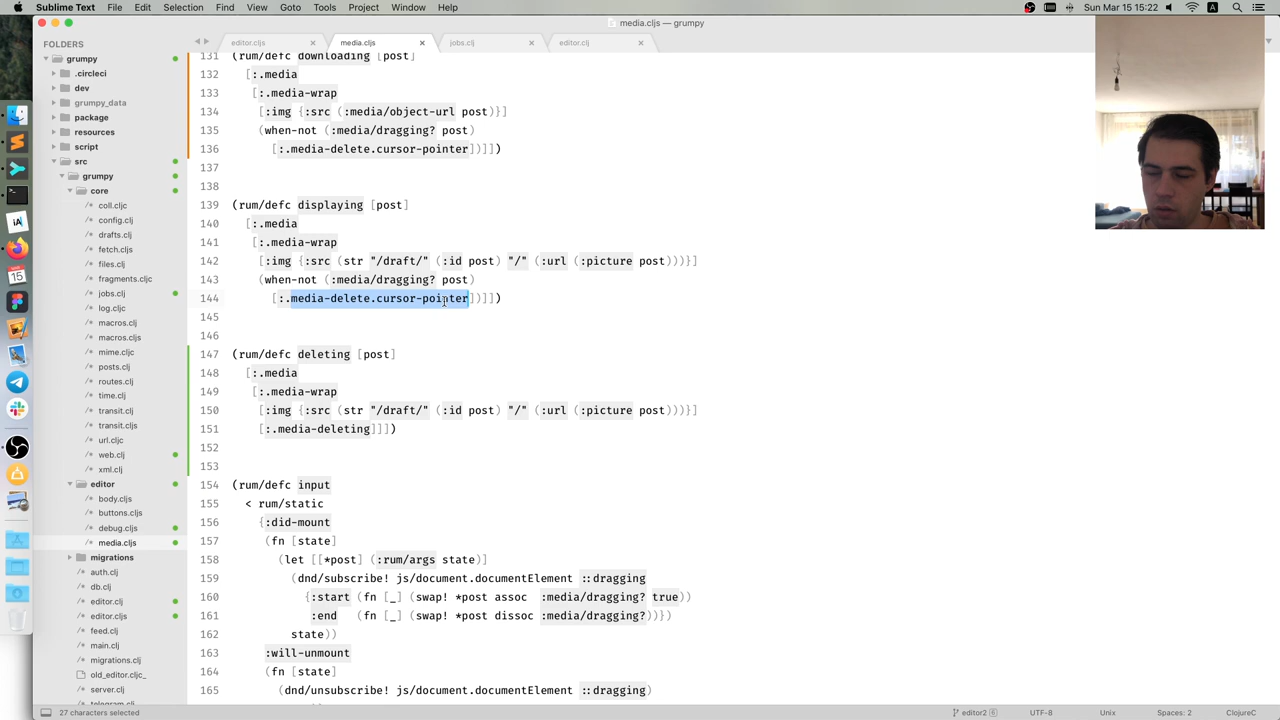 Sublime Text File Edit Selection Find View Goto Tools Project Window Help
Sun Mar 15 15:22
media.cljs — grumpy
FOLDERS
grumpy
.circleci
dev
grumpy_data
package
resources
script
src
grumpy
core
coll.cljc
config.clj
drafts.clj
fetch.cljs
files.clj
fragments.cljc
jobs.clj
log.cljc
macros.clj
macros.cljs
mime.cljc
posts.clj
routes.clj
time.clj
transit.clj
transit.cljs
url.cljc
web.clj
xml.clj
editor
body.cljs
buttons.cljs
debug.cljs
media.cljs
migrations
auth.clj
db.clj
editor.clj
editor.cljs
feed.clj
main.clj
migrations.clj
old_editor.cljc_
server.clj
telegram.clj
editor.cljs × media.cljs × jobs.clj × editor.clj ×
131 (rum/defc downloading [post]
132 [:.media
133 [:.media-wrap
134 [:img {:src (:media/object-url post)}]
135 (when-not (:media/dragging? post)
136 [:.media-delete.cursor-pointer])]])
137
138
139 (rum/defc displaying [post]
140 [:.media
141 [:.media-wrap
142 [:img {:src (str "/draft/" (:id post) "/" (:url (:picture post)))}]
143 (when-not (:media/dragging? post)
144 [:.media-delete.cursor-pointer])]])
145
146
147 (rum/defc deleting [post]
148 [:.media
149 [:.media-wrap
150 [:img {:src (str "/draft/" (:id post) "/" (:url (:picture post)))}]
151 [:.media-deleting]]])
152
153
154 (rum/defc input
155 < rum/static
156 {:did-mount
157 (fn [state]
158 (let [[*post] (:rum/args state)]
159 (dnd/subscribe! js/document.documentElement ::dragging
160 {:start (fn [_] (swap! *post assoc :media/dragging? true))
161 :end (fn [_] (swap! *post dissoc :media/dragging?))})
162 state))
163 :will-unmount
164 (fn [state]
165 (dnd/unsubscribe! js/document.documentElement ::dragging)
27 characters selected
editor2 6 UTF-8 Unix Spaces: 2 ClojureC